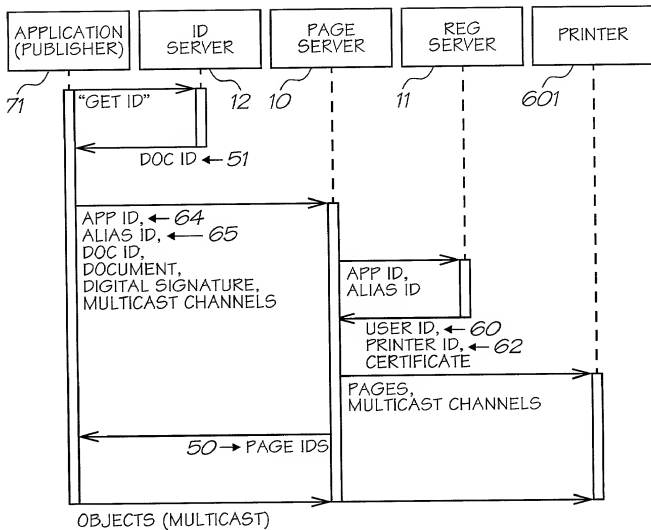 APPLICATION
(PUBLISHER)
ID
SERVER
PAGE
SERVER
REG
SERVER
PRINTER
71
12
10
11
601
"GET ID"
DOC ID
51
APP ID, 64
ALIAS ID, 65
DOC ID,
DOCUMENT,
DIGITAL SIGNATURE,
MULTICAST CHANNELS
APP ID,
ALIAS ID
USER ID, 60
PRINTER ID, 62
CERTIFICATE
PAGES,
MULTICAST CHANNELS
50 PAGE IDS
OBJECTS (MULTICAST)